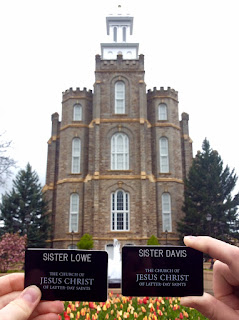 SISTER LOWE
THE CHURCH OF
JESUS CHRIST
OF LATTER-DAY SAINTS
SISTER DAVIS
THE CHURCH OF
JESUS CHRIST
OF LATTER-DAY SAINTS